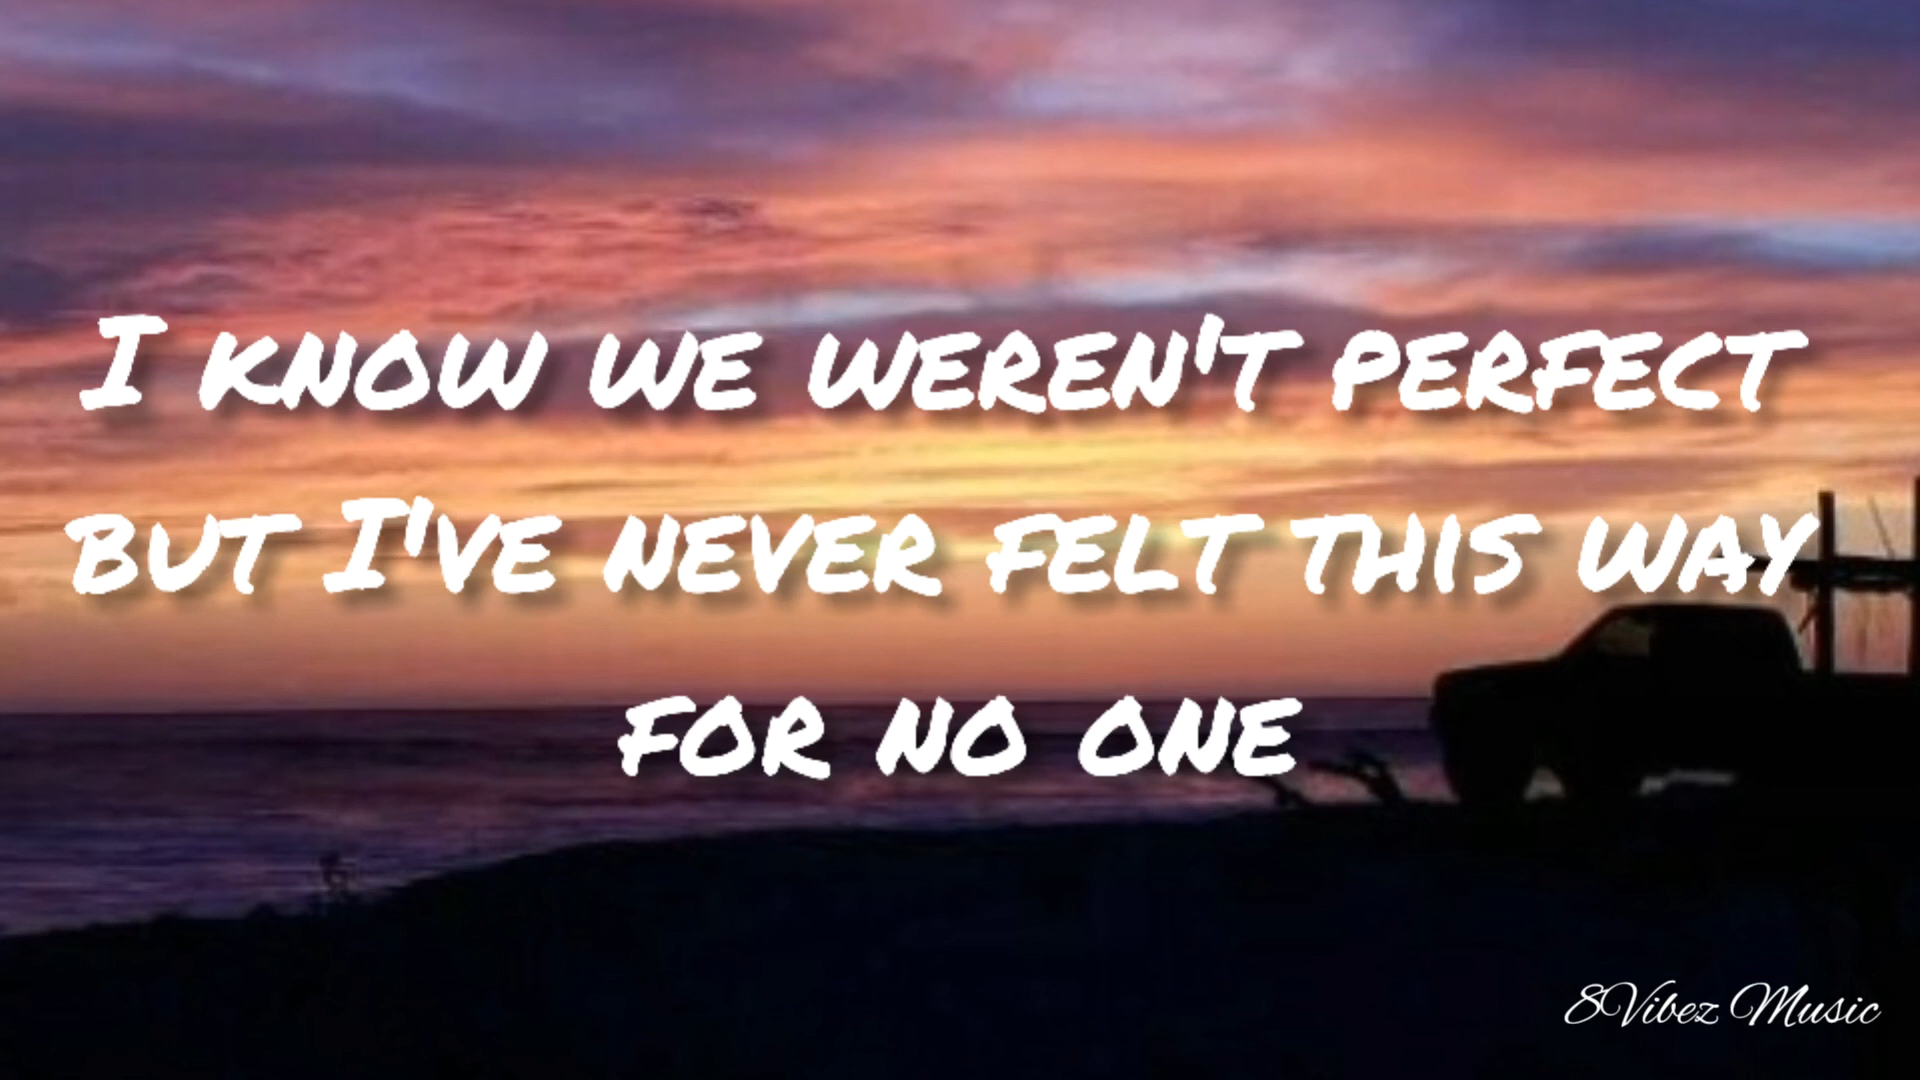 I KNOW WE WEREN'T PERFECT
BUT I'VE NEVER FELT THIS WAY
FOR NO ONE
8Vibez Music